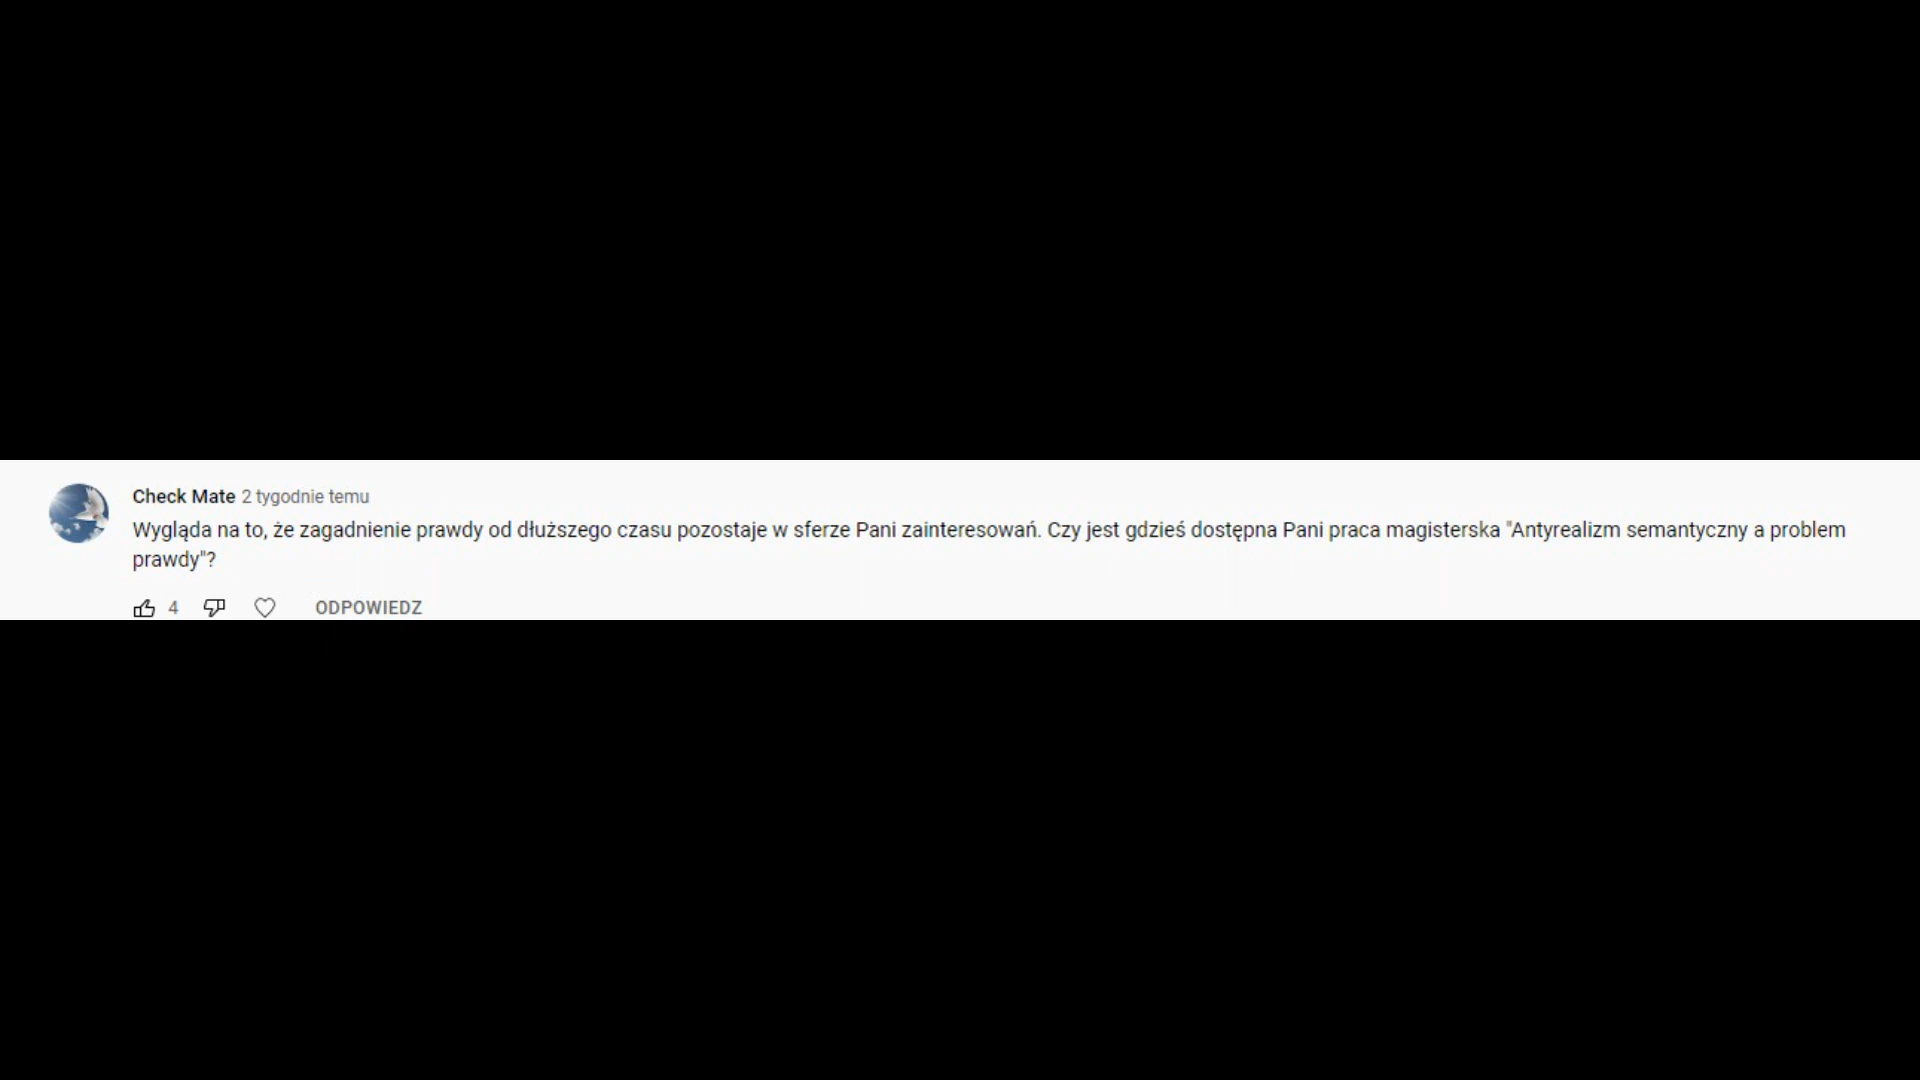 Check Mate 2 tygodnie temu
Wygląda na to, że zagadnienie prawdy od dłuższego czasu pozostaje w sferze Pani zainteresowań. Czy jest gdzieś dostępna Pani praca magisterska "Antyrealizm semantyczny a problem
prawdy"?
4 ODPOWIEDZ